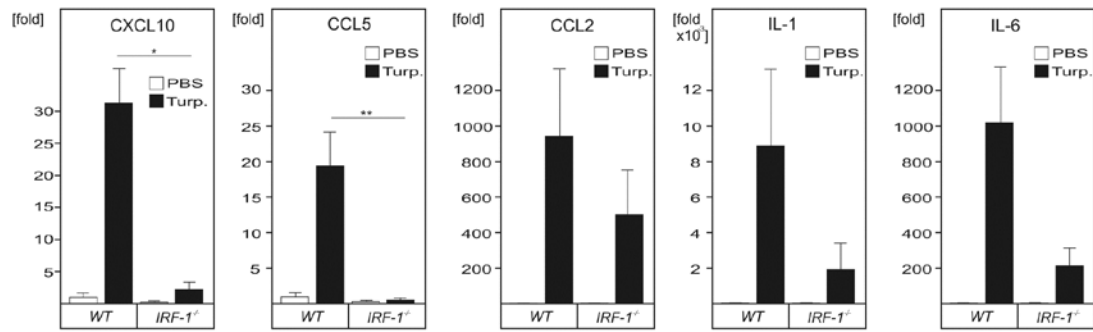 [fold]
CXCL10
*
PBS
Turp.
30
25
20
15
10
5
WT
IRF-1⁻/⁻
[fold]
CCL5
PBS
Turp.
**
25
20
15
10
5
WT
IRF-1⁻/⁻
[fold]
CCL2
PBS
Turp.
1200
1000
800
600
400
200
WT
IRF-1⁻/⁻
[fold
x10³]
IL-1
PBS
Turp.
12
10
8
6
4
2
WT
IRF-1⁻/⁻
[fold]
IL-6
PBS
Turp.
1200
1000
800
600
400
200
WT
IRF-1⁻/⁻